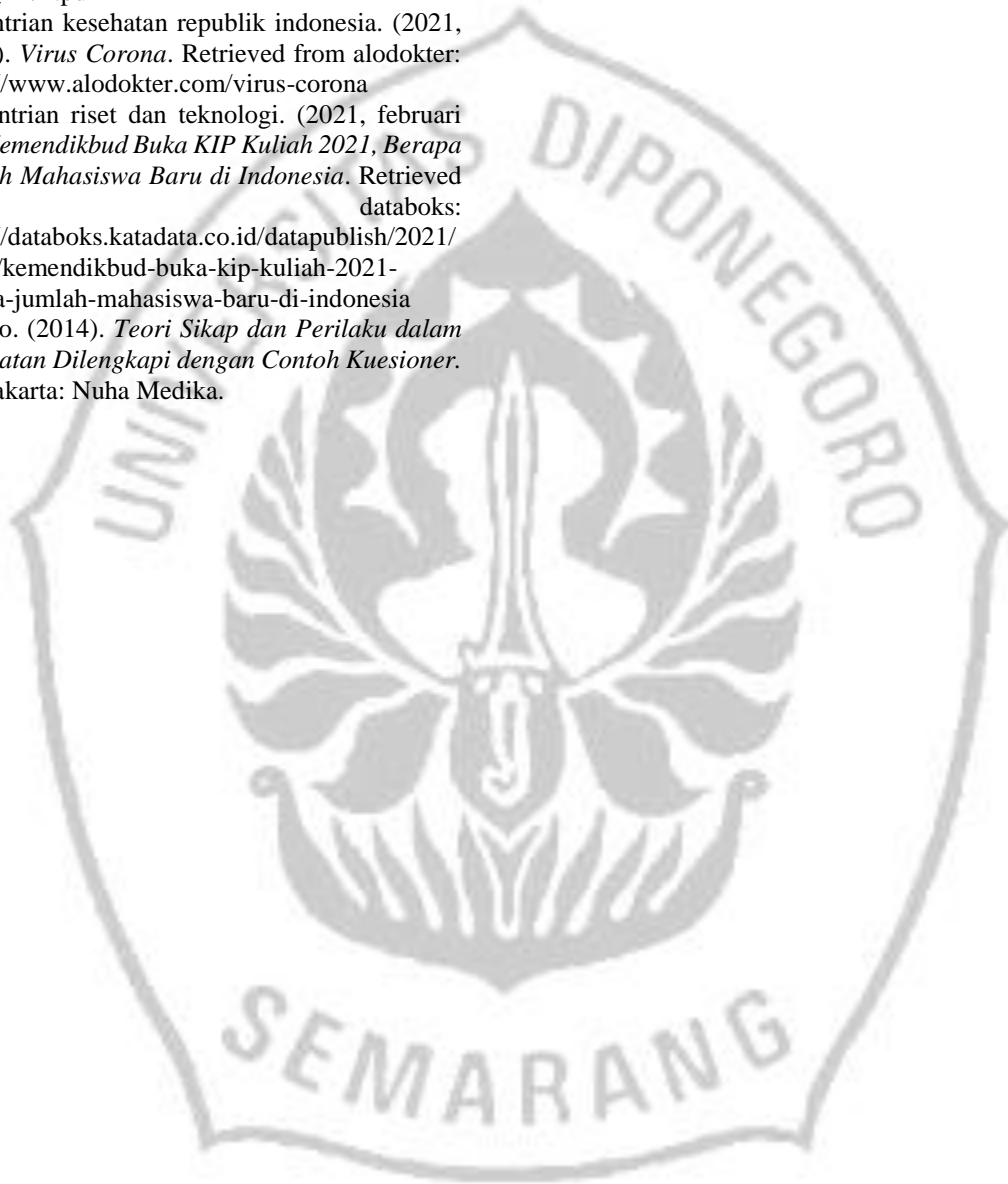 ntrian kesehatan republik indonesia. (2021,
). Virus Corona. Retrieved from alodokter:
//www.alodokter.com/virus-corona
ntrian riset dan teknologi. (2021, februari
emendikbud Buka KIP Kuliah 2021, Berapa
h Mahasiswa Baru di Indonesia. Retrieved
databoks:
//databoks.katadata.co.id/datapublish/2021/
/kemendikbud-buka-kip-kuliah-2021-
a-jumlah-mahasiswa-baru-di-indonesia
o. (2014). Teori Sikap dan Perilaku dalam
atan Dilengkapi dengan Contoh Kuesioner.
akarta: Nuha Medika.
UNIVERSITAS DIPONEGORO
SEMARANG